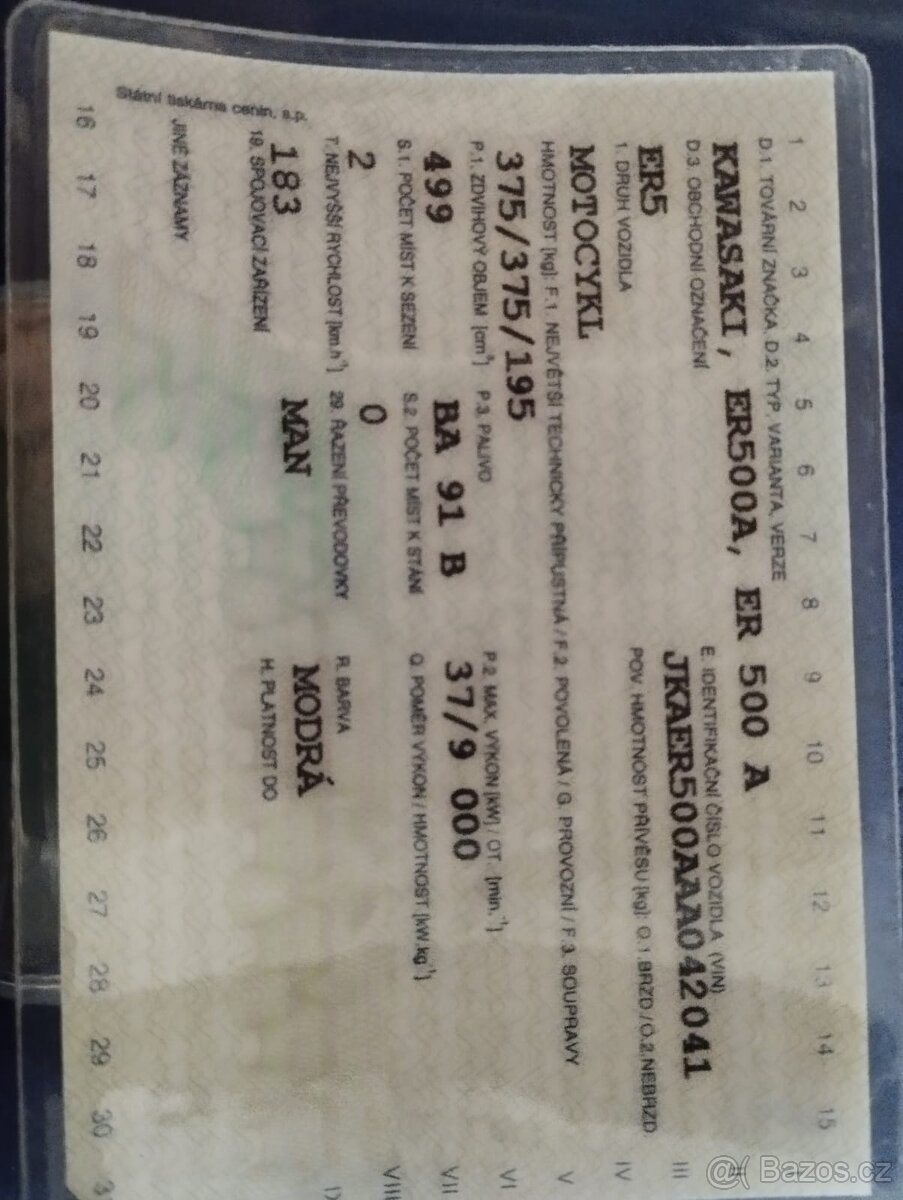 1 2 3 4 5 6 7 8 9 10 11 12 13 14 15
D.1. TOVÁRNÍ ZNAČKA, D.2. TYP, VARIANTA, VERZE
KAWASAKI, ER500A, ER 500 A
D.3. OBCHODNÍ OZNAČENÍ E. IDENTIFIKAČNÍ ČÍSLO VOZIDLA (VIN)
ER5 JKAER500AAA042041
1. DRUH VOZIDLA POV. HMOTNOST PŘÍVĚSU [kg]: O.1.BRZD./O.2.NEBRZD.
MOTOCYKL
HMOTNOST [kg]: F.1. NEJVĚTŠÍ TECHNICKY PŘÍPUSTNÁ / F.2. POVOLENÁ / G. PROVOZNÍ / F.3. SOUPRAVY
375/375/195
P.1. ZDVIHOVÝ OBJEM [cm³] P.3. PALIVO P.2. MAX. VÝKON [kW] / OT. [min.⁻¹]
499 BA 91 B 37/9 000
S.1. POČET MÍST K SEZENÍ S.2. POČET MÍST K STÁNÍ Q. POMĚR VÝKON / HMOTNOST [kW.kg⁻¹]
2 0
T. NEJVYŠŠÍ RYCHLOST [km.h⁻¹] 29. ŘAZENÍ PŘEVODOVKY R. BARVA
183 MAN MODRÁ
19. SPOJOVACÍ ZAŘÍZENÍ H. PLATNOST DO
JINÉ ZÁZNAMY
Státní tiskárna cenin, s.p.
16 17 18 19 20 21 22 23 24 25 26 27 28 29 30
III
IV
V
VI
VII
@( Bazos.cz